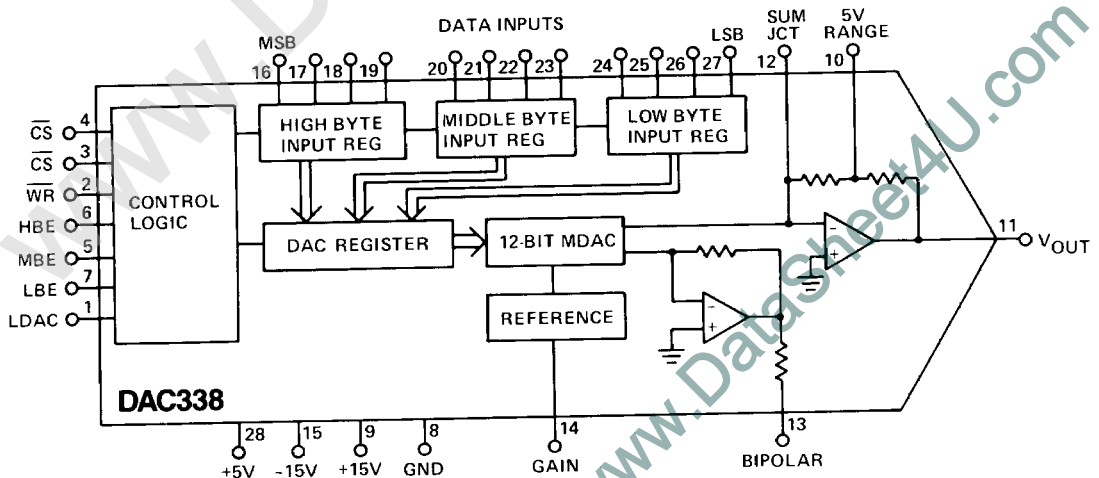 DATA INPUTS
SUM JCT
5V RANGE
MSB
LSB
16 17 18 19 20 21 22 23 24 25 26 27 12 10
HIGH BYTE INPUT REG
MIDDLE BYTE INPUT REG
LOW BYTE INPUT REG
CS 4
CS 3
WR 2
HBE 6
MBE 5
LBE 7
LDAC 1
CONTROL LOGIC
DAC REGISTER
12-BIT MDAC
REFERENCE
-
+
-
+
11 VOUT
DAC338
28 +5V
15 -15V
9 +15V
8 GND
14 GAIN
13 BIPOLAR
www.DataSheet4U.com